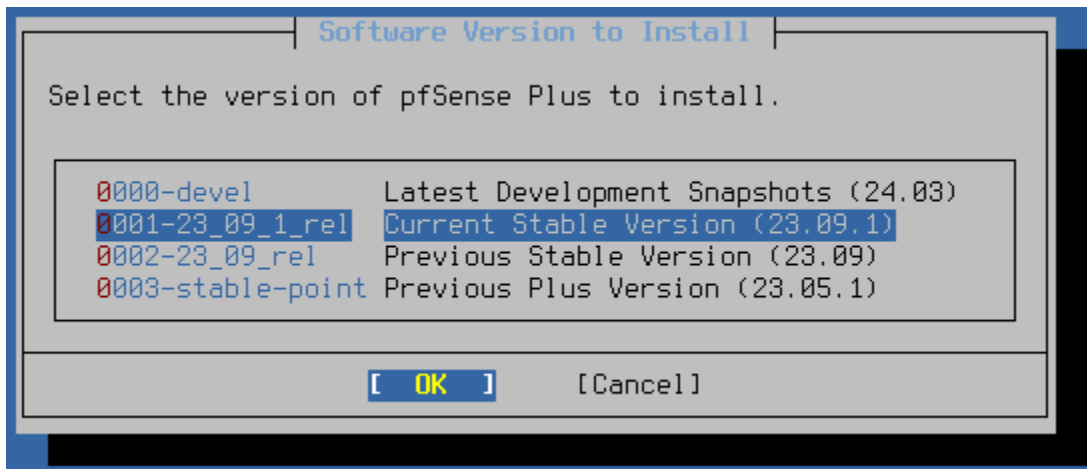 Software Version to Install
Select the version of pfSense Plus to install.
0000-devel Latest Development Snapshots (24.03)
0001-23_09_1_rel Current Stable Version (23.09.1)
0002-23_09_rel Previous Stable Version (23.09)
0003-stable-point Previous Plus Version (23.05.1)
[ OK ] [Cancel]